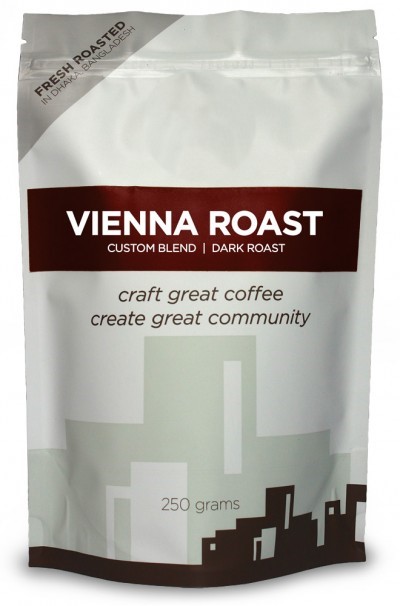 FRESH ROASTED
IN DHAKA, BANGLADESH
VIENNA ROAST
CUSTOM BLEND | DARK ROAST
craft great coffee
create great community
250 grams